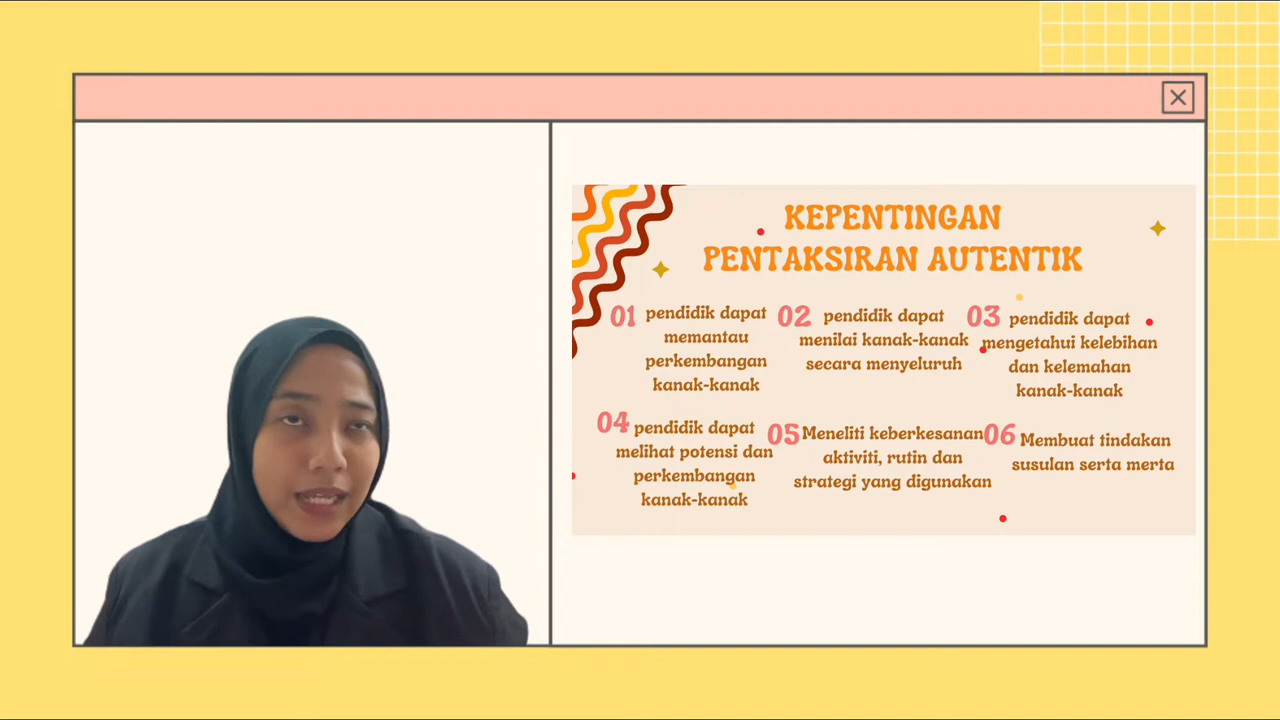 KEPENTINGAN
PENTAKSIRAN AUTENTIK
01
pendidik dapat
memantau
perkembangan
kanak-kanak
02
pendidik dapat
menilai kanak-kanak
secara menyeluruh
03
pendidik dapat
mengetahui kelebihan
dan kelemahan
kanak-kanak
04
pendidik dapat
melihat potensi dan
perkembangan
kanak-kanak
05
Meneliti keberkesanan
aktiviti, rutin dan
strategi yang digunakan
06
Membuat tindakan
susulan serta merta